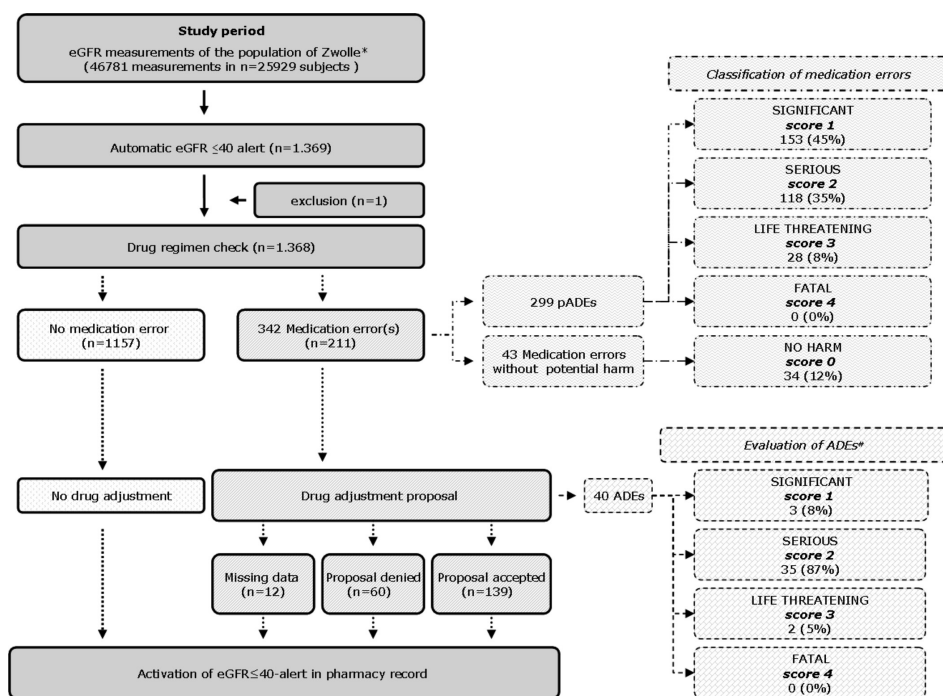 Study period
eGFR measurements of the population of Zwolle*
(46781 measurements in n=25929 subjects )
Automatic eGFR ≤40 alert (n=1.369)
exclusion (n=1)
Drug regimen check (n=1.368)
No medication error
(n=1157)
342 Medication error(s)
(n=211)
299 pADEs
43 Medication errors
without potential harm
Classification of medication errors
SIGNIFICANT
score 1
153 (45%)
SERIOUS
score 2
118 (35%)
LIFE THREATENING
score 3
28 (8%)
FATAL
score 4
0 (0%)
NO HARM
score 0
34 (12%)
No drug adjustment
Drug adjustment proposal
40 ADEs
Missing data
(n=12)
Proposal denied
(n=60)
Proposal accepted
(n=139)
Activation of eGFR≤40-alert in pharmacy record
Evaluation of ADEs#
SIGNIFICANT
score 1
3 (8%)
SERIOUS
score 2
35 (87%)
LIFE THREATENING
score 3
2 (5%)
FATAL
score 4
0 (0%)